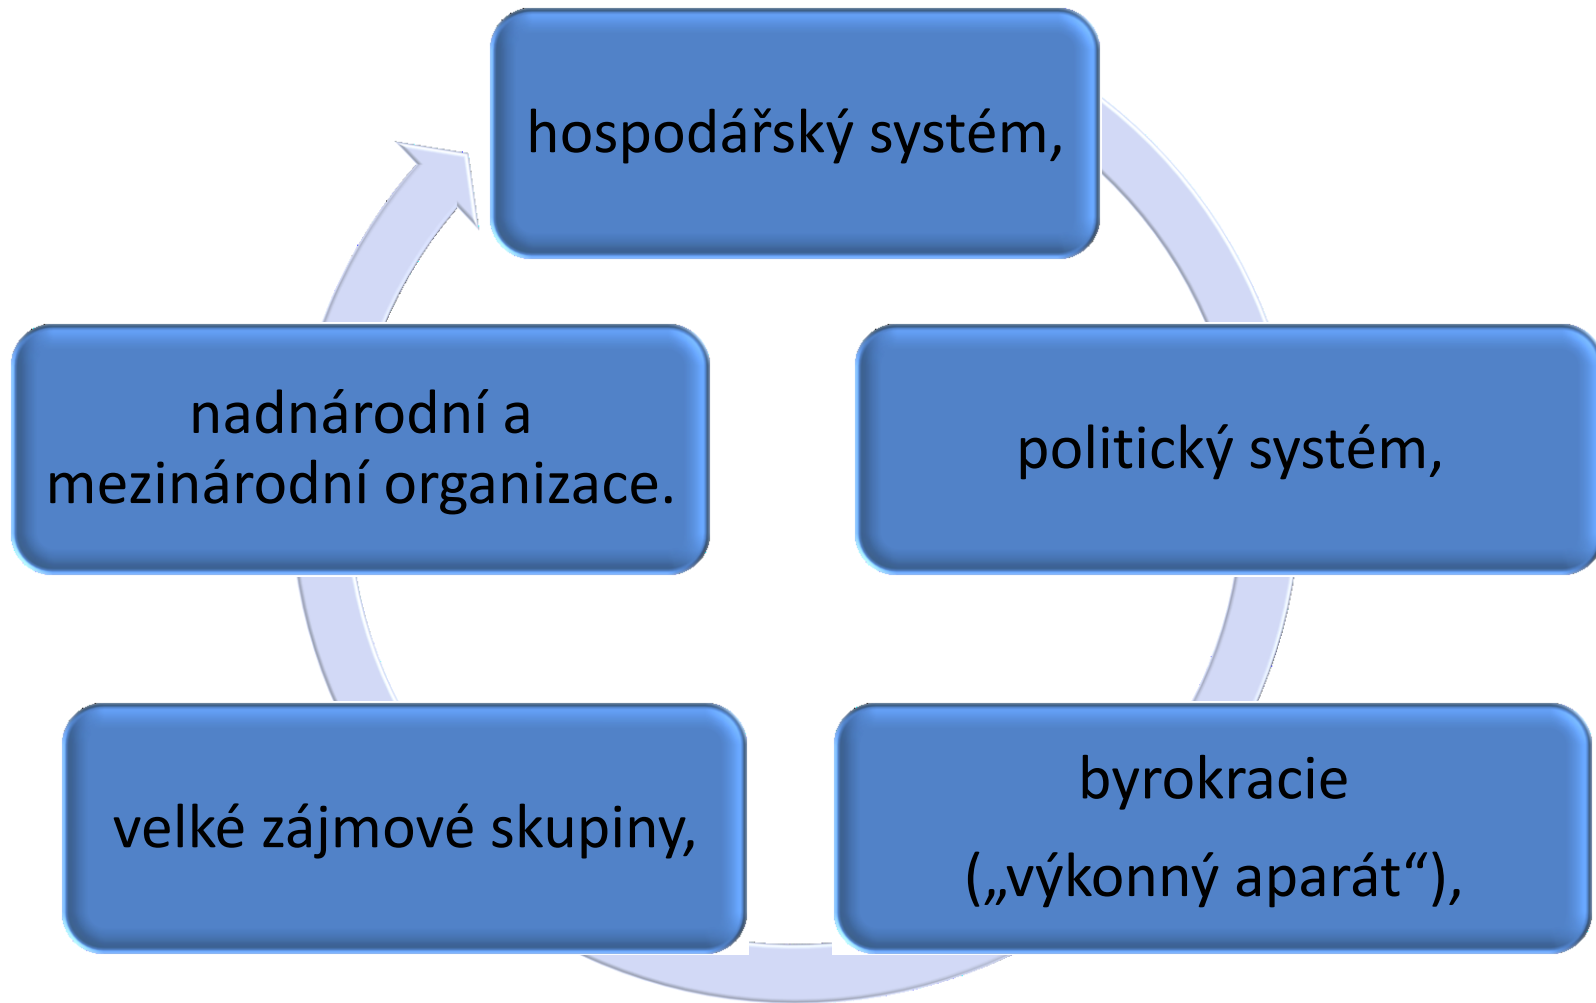 hospodářský systém,
politický systém,
byrokracie
(„výkonný aparát“),
velké zájmové skupiny,
nadnárodní a
mezinárodní organizace.